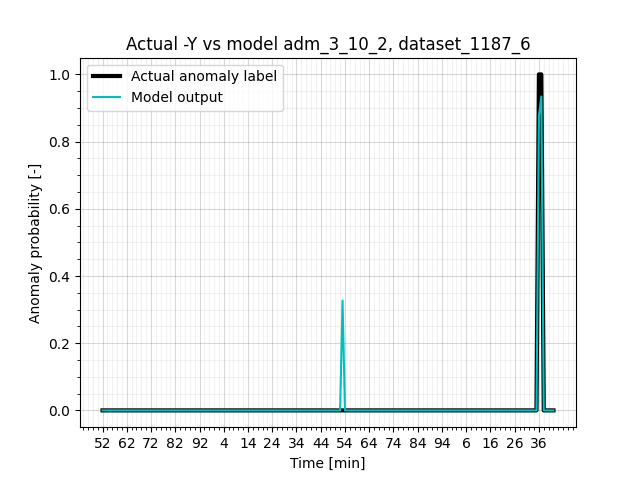 Actual -Y vs model adm_3_10_2, dataset_1187_6
Actual anomaly label
Model output
Anomaly probability [-]
1.0
0.8
0.6
0.4
0.2
0.0
52 62 72 82 92 4 14 24 34 44 54 64 74 84 94 6 16 26 36
Time [min]